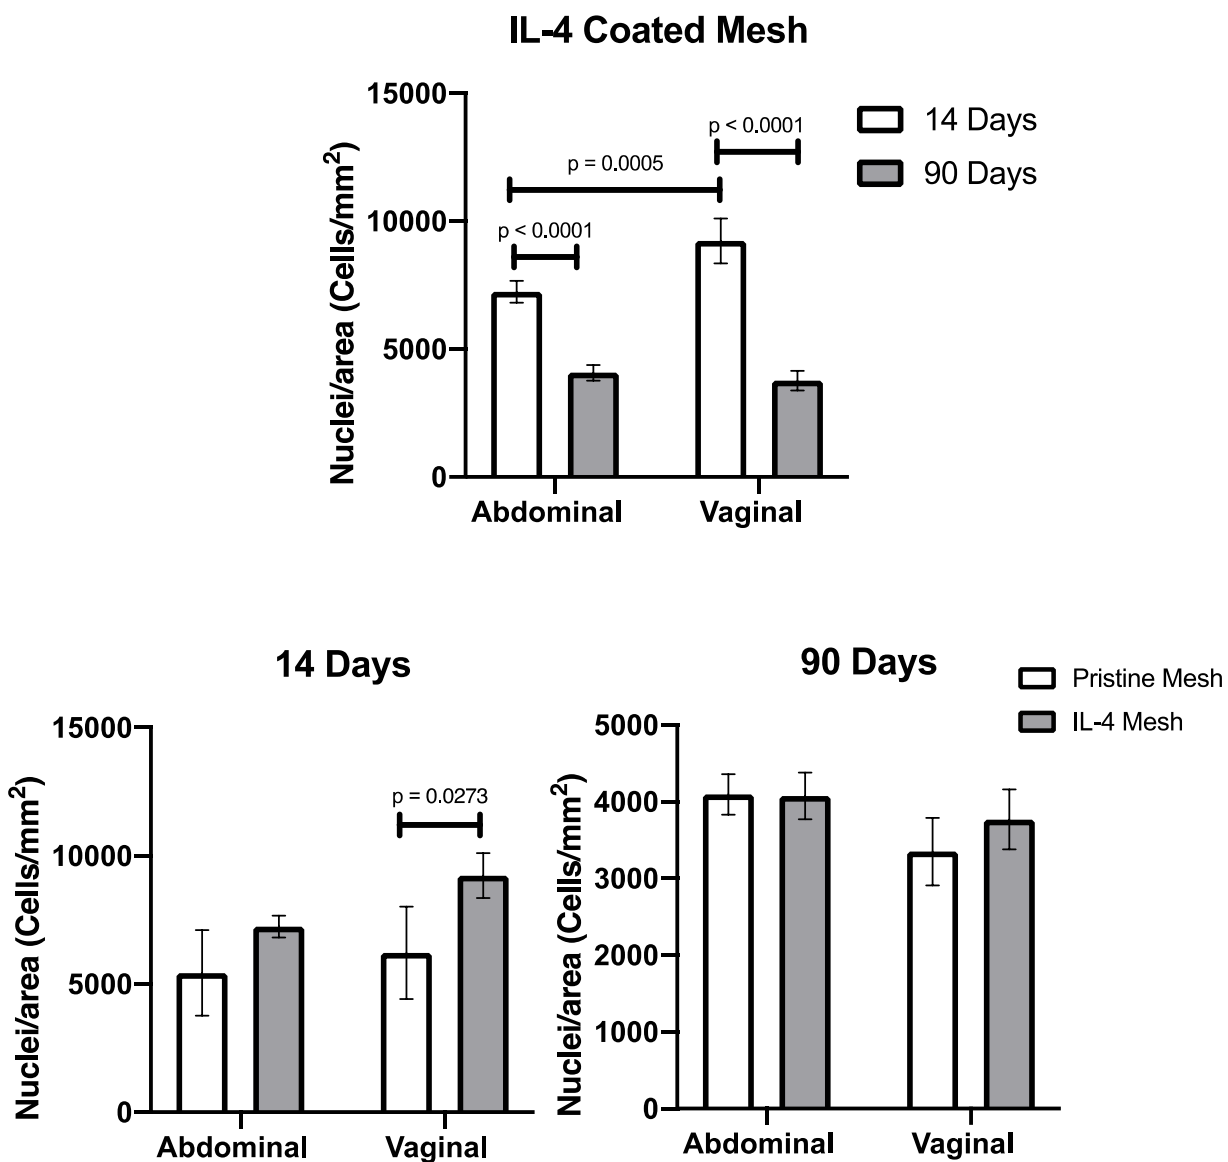 IL-4 Coated Mesh
Nuclei/area (Cells/mm²)
15000
10000
5000
0
p < 0.0001
p = 0.0005
p < 0.0001
14 Days
90 Days
Abdominal
Vaginal
14 Days
Nuclei/area (Cells/mm²)
15000
10000
5000
0
p = 0.0273
Abdominal
Vaginal
90 Days
Pristine Mesh
IL-4 Mesh
Nuclei/area (Cells/mm²)
5000
4000
3000
2000
1000
0
Abdominal
Vaginal